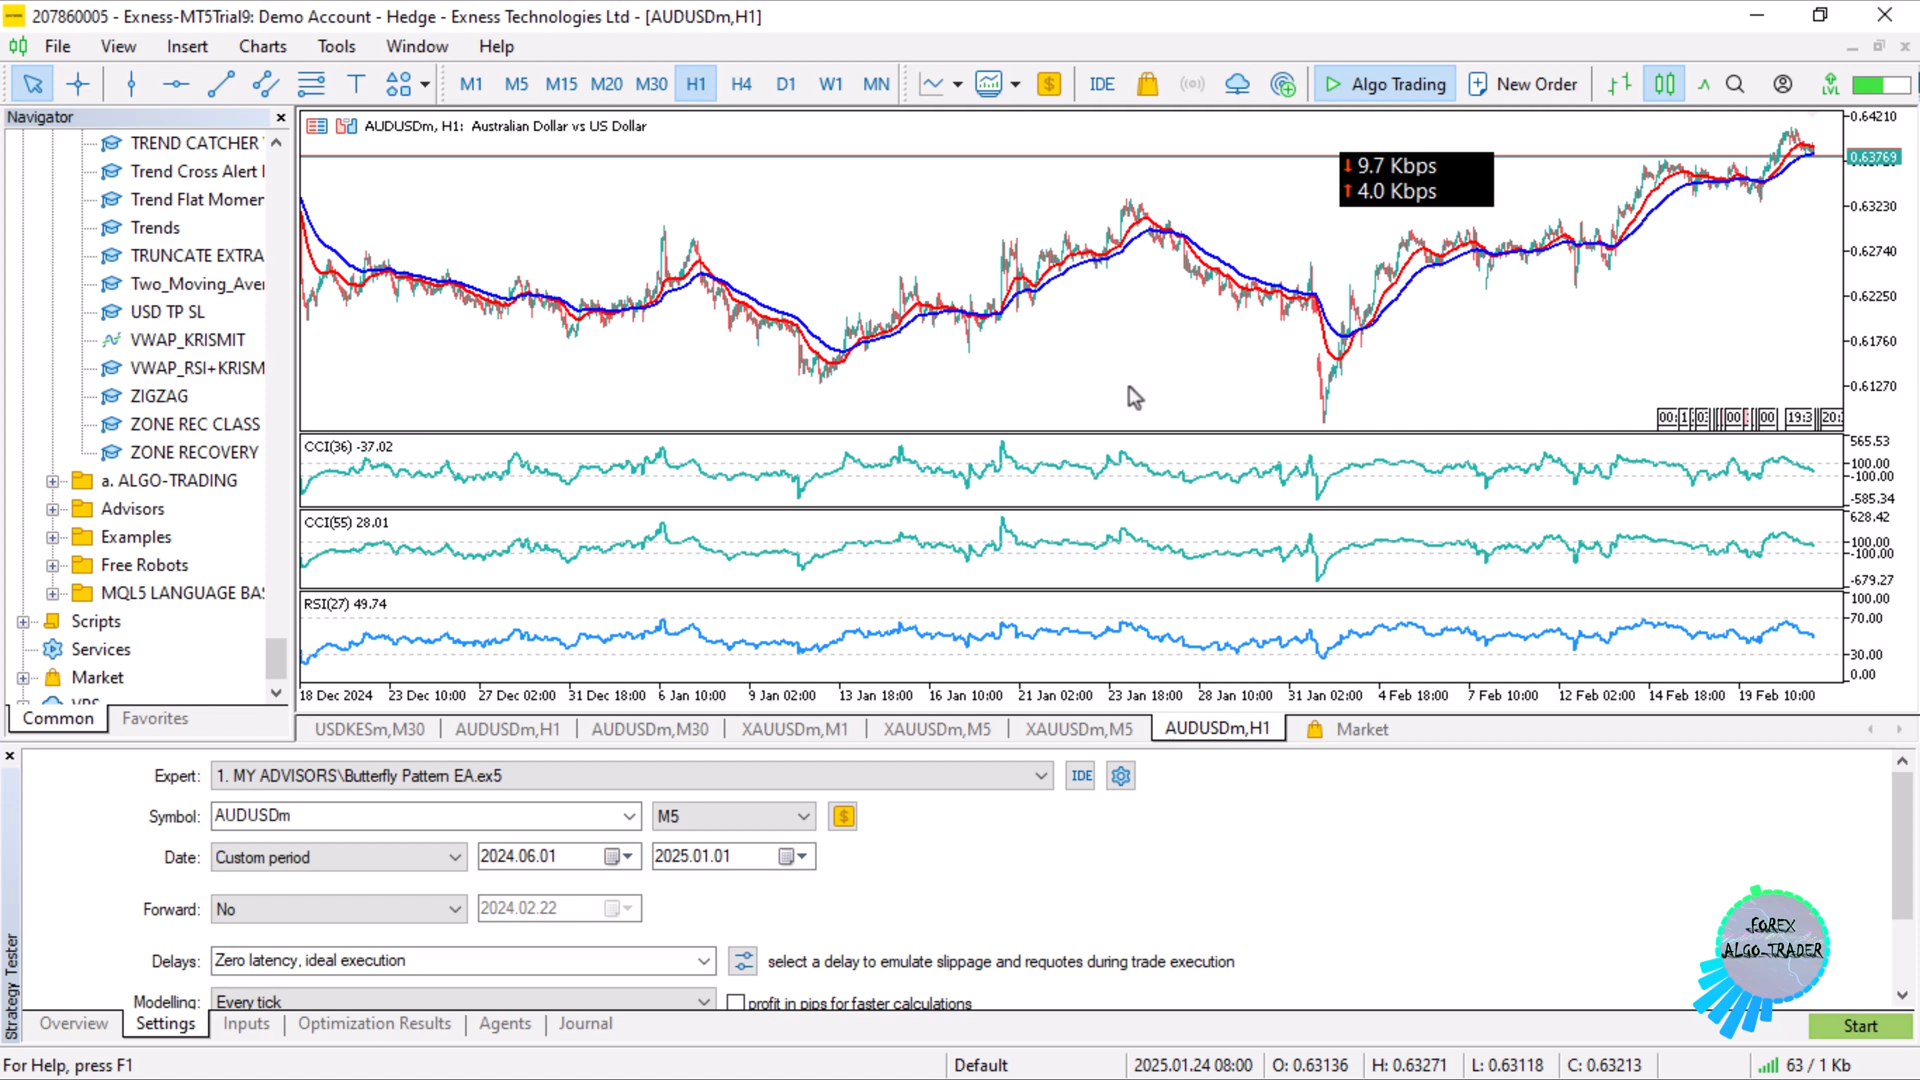 207860005 - Exness-MT5Trial9: Demo Account - Hedge - Exness Technologies Ltd - [AUDUSDm,H1]
File View Insert Charts Tools Window Help
M1 M5 M15 M20 M30 H1 H4 D1 W1 MN IDE Algo Trading New Order LVL
Navigator
TREND CATCHER
Trend Cross Alert
Trend Flat Momer
Trends
TRUNCATE EXTRA
Two_Moving_Aver
USD TP SL
VWAP_KRISMIT
VWAP_RSI+KRISM
ZIGZAG
ZONE REC CLASS
ZONE RECOVERY
a. ALGO-TRADING
Advisors
Examples
Free Robots
MQL5 LANGUAGE BAS
Scripts
Services
Market
Common Favorites
AUDUSDm, H1: Australian Dollar vs US Dollar
9.7 Kbps
4.0 Kbps
0.64210
0.63769
0.63230
0.62740
0.62250
0.61760
0.61270
CCI(36) -37.02
565.53
100.00
-100.00
-585.34
CCI(55) 28.01
628.42
100.00
-100.00
-679.27
RSI(27) 49.74
100.00
70.00
30.00
0.00
18 Dec 2024 23 Dec 10:00 27 Dec 02:00 31 Dec 18:00 6 Jan 10:00 9 Jan 02:00 13 Jan 18:00 16 Jan 10:00 21 Jan 02:00 23 Jan 18:00 28 Jan 10:00 31 Jan 02:00 4 Feb 18:00 7 Feb 10:00 12 Feb 02:00 14 Feb 18:00 19 Feb 10:00
USDKESm,M30 AUDUSDm,H1 AUDUSDm,M30 XAUUSDm,M1 XAUUSDm,M5 XAUUSDm,M5 AUDUSDm,H1 Market
Strategy Tester
Expert: 1. MY ADVISORS\Butterfly Pattern EA.ex5 IDE
Symbol: AUDUSDm M5
Date: Custom period 2024.06.01 2025.01.01
Forward: No 2024.02.22
Delays: Zero latency, ideal execution select a delay to emulate slippage and requotes during trade execution
Modelling: Every tick profit in pips for faster calculations
FOREX
ALGO-TRADER
Overview Settings Inputs Optimization Results Agents Journal Start
For Help, press F1 Default 2025.01.24 08:00 O: 0.63136 H: 0.63271 L: 0.63118 C: 0.63213 63 / 1 Kb